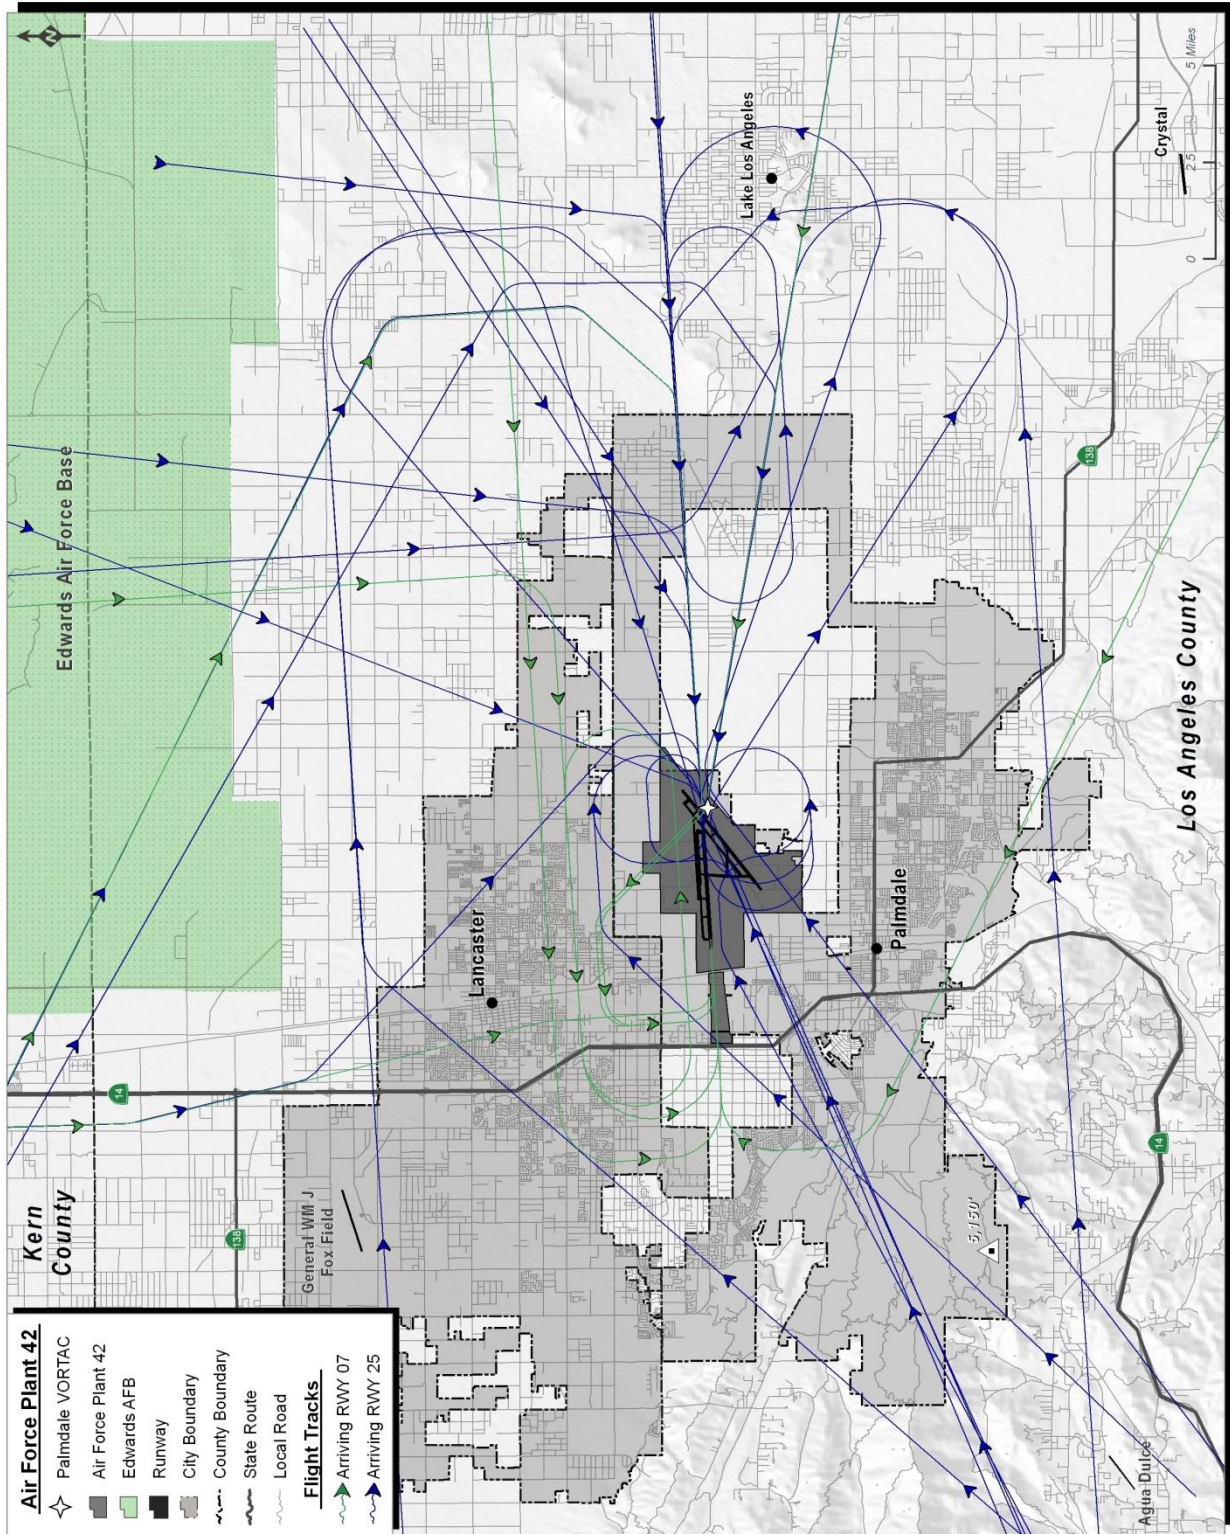 Air Force Plant 42
Palmdale VORTAC
Air Force Plant 42
Edwards AFB
Runway
City Boundary
County Boundary
State Route
Local Road
Flight Tracks
Arriving RWY 07
Arriving RWY 25
Kern
County
138
General WM J
Fox Field
14
Edwards Air Force Base
N
Lancaster
Lake Los Angeles
Palmdale
5,150'
Agua Dulce
14
Los Angeles County
138
Crystal
0
2.5
5 Miles